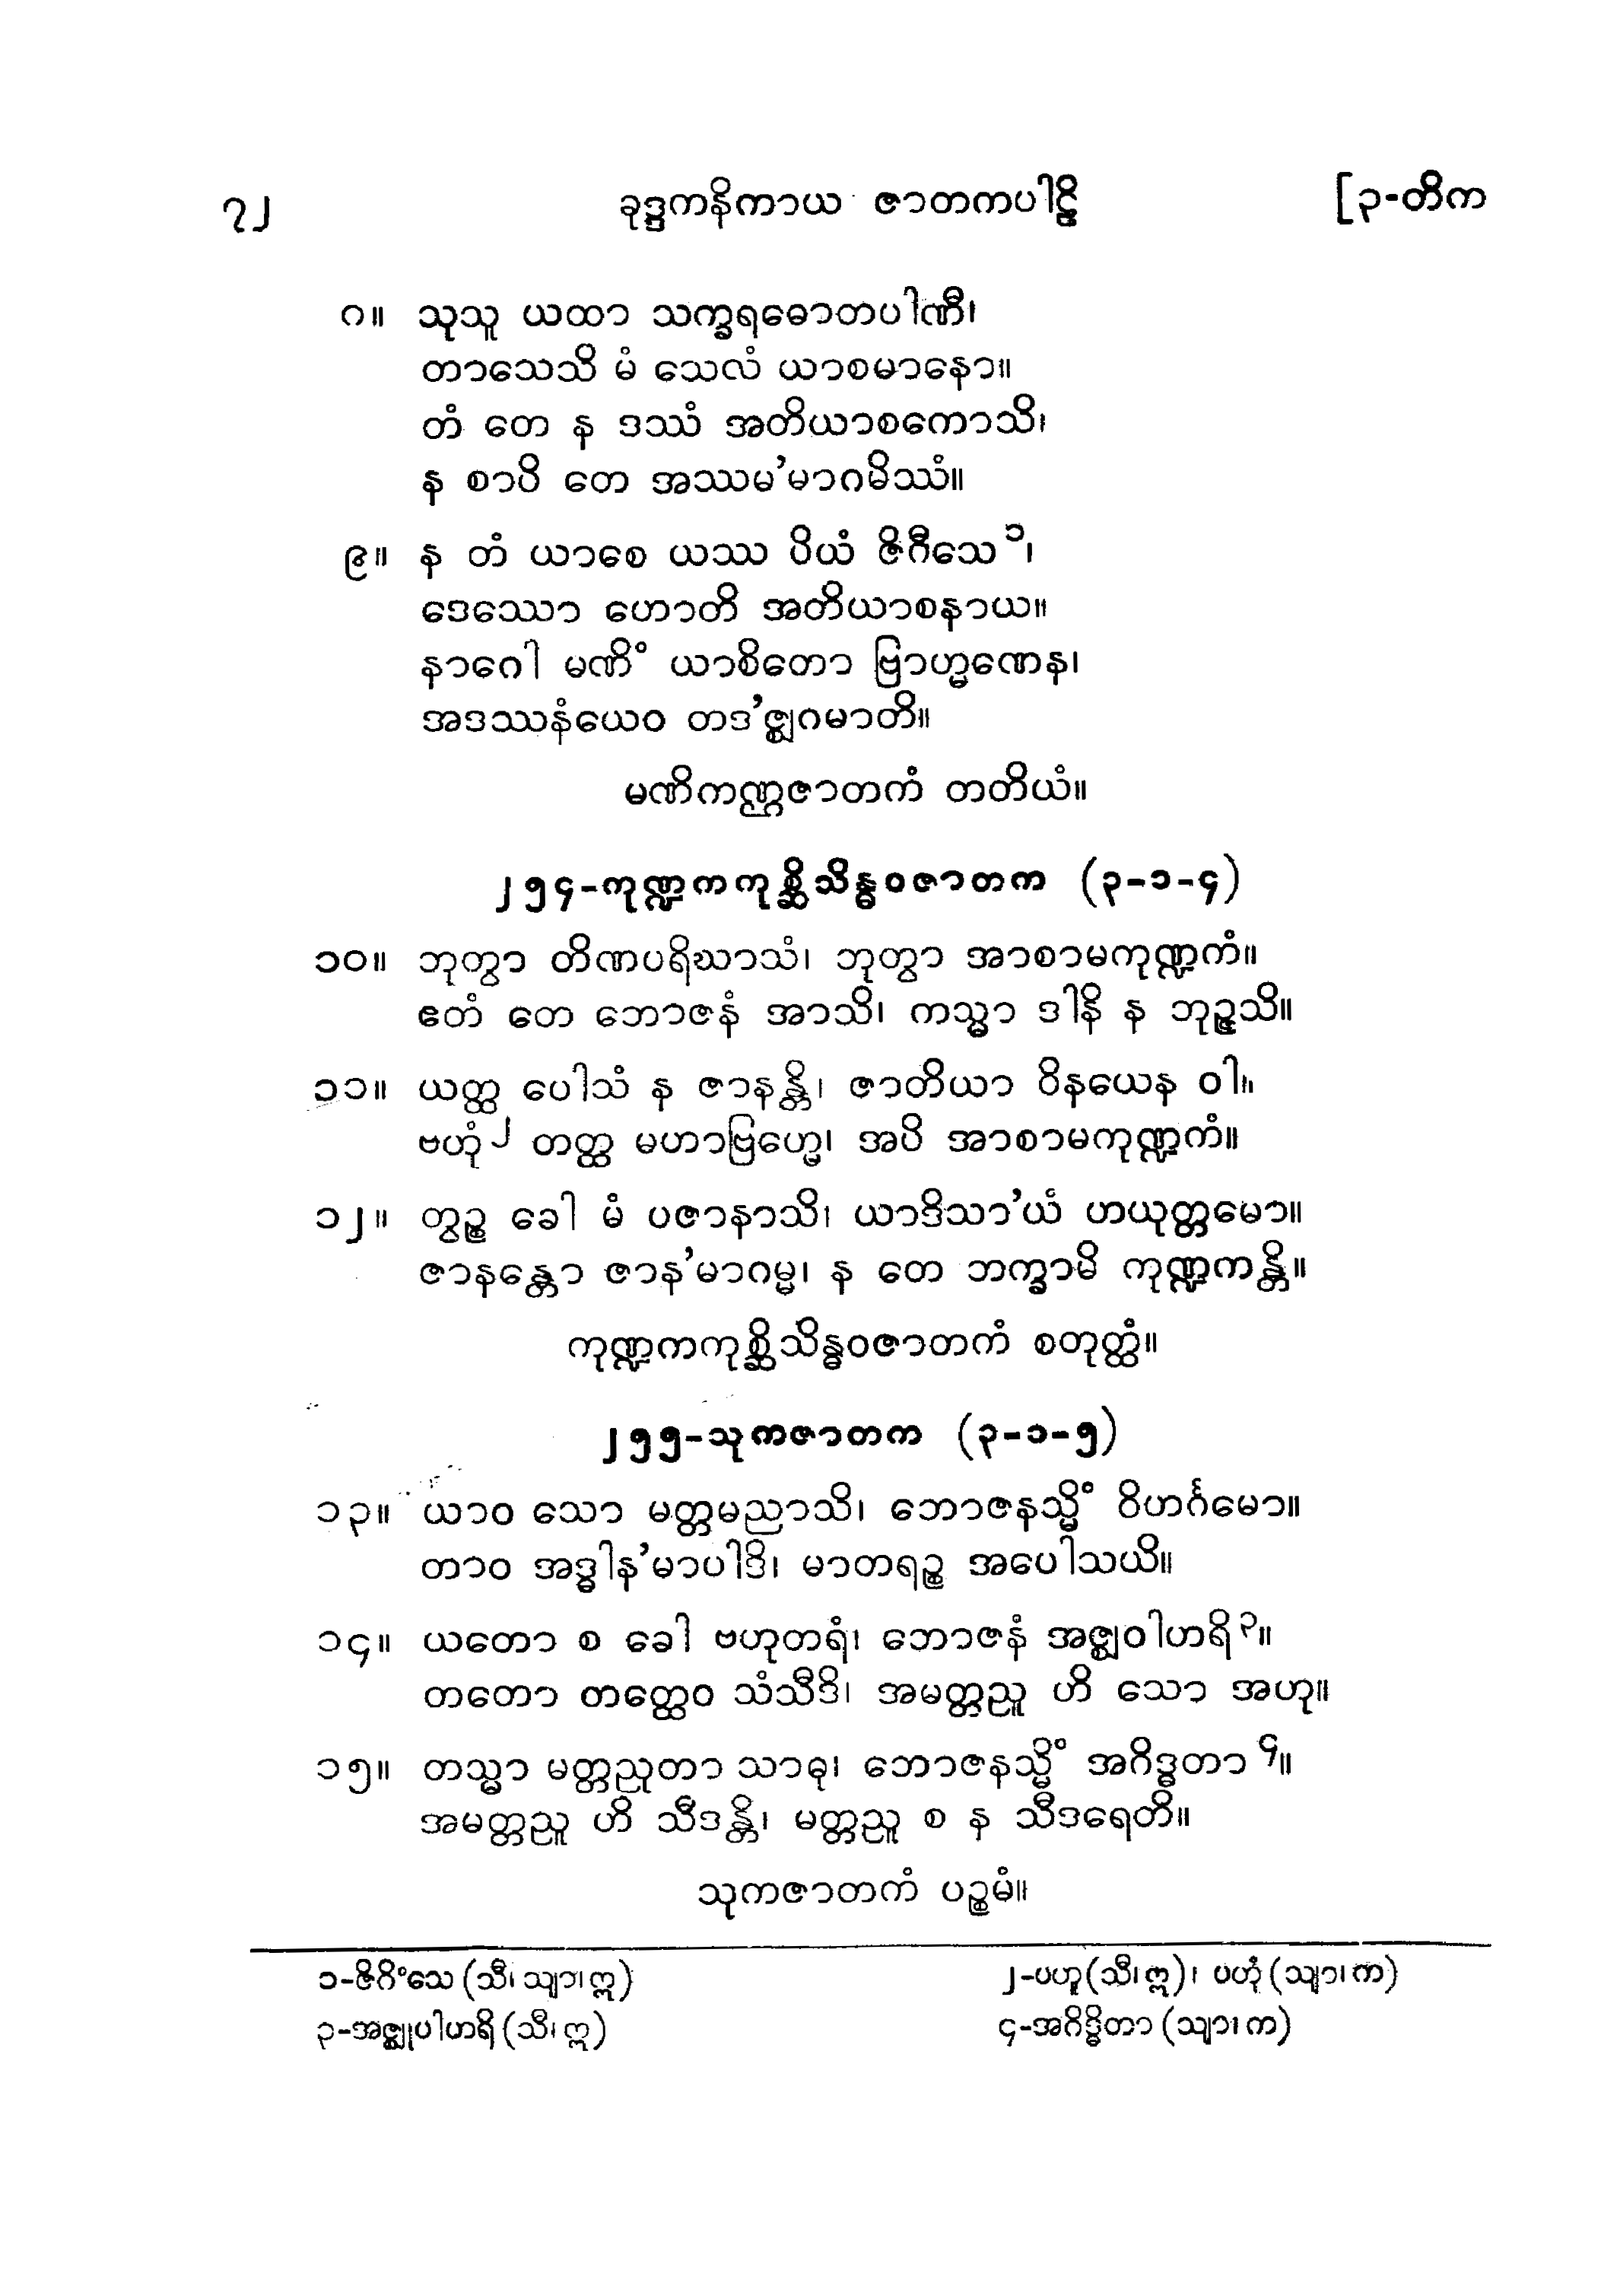 ၇၂ ခုဒ္ဒကနိကာယ ဇာတကပါဠိ [၃-တိက
၈။ သုသူ ယထာ သက္ခရဓောတပါဏီ၊
တာသေသိ မံ သေလံ ယာစမာနော။
တံ တေ န ဒဿံ အတိယာစကောသိ၊
န စာပိ တေ အဿမ’မာဂမိဿံ။
၉။ န တံ ယာစေ ယဿ ပိယံ ဇိဂီသေ ၁၊
ဒေဿော ဟောတိ အတိယာစနာယ။
နာဂေါ မဏိံ ယာစိတော ဗြာဟ္မဏေန၊
အဒဿနံယေဝ တဒ’ဇ္ဈဂမာတိ။
မဏိကဏ္ဌဇာတကံ တတိယံ။
၂၅၄-ကုဏ္ဍကကုစ္ဆိသိန္ဓဝဇာတက (၃-၁-၄)
၁၀။ ဘုတွာ တိဏပရိဃာသံ၊ ဘုတွာ အာစာမကုဏ္ဍကံ။
ဧတံ တေ ဘောဇနံ အာသိ၊ ကသ္မာ ဒါနိ န ဘုဉ္ဇသိ။
၁၁။ ယတ္ထ ပေါသံ န ဇာနန္တိ၊ ဇာတိယာ ဝိနယေန ဝါ။
ဗဟုံ ၂ တတ္ထ မဟာဗြဟ္မေ၊ အပိ အာစာမကုဏ္ဍကံ။
၁၂။ တွဉ္စ ခေါ မံ ပဇာနာသိ၊ ယာဒိသာ’ယံ ဟယုတ္တမော။
ဇာနန္တော ဇာန’မာဂမ္မ၊ န တေ ဘက္ခာမိ ကုဏ္ဍကန္တိ။
ကုဏ္ဍကကုစ္ဆိသိန္ဓဝဇာတကံ စတုတ္ထံ။
၂၅၅-သုကဇာတက (၃-၁-၅)
၁၃။ ယာဝ သော မတ္တမညာသိ၊ ဘောဇနသ္မိံ ဝိဟင်္ဂမော။
တာဝ အဒ္ဓါန’မာပါဒိ၊ မာတရဉ္စ အပေါသယိ။
၁၄။ ယတော စ ခေါ ဗဟုတရံ၊ ဘောဇနံ အဇ္ဈဝါဟရိ ၃။
တတော တတ္ထေဝ သံသီဒိ၊ အမတ္တညူ ဟိ သော အဟု။
၁၅။ တသ္မာ မတ္တညုတာ သာဓု၊ ဘောဇနသ္မိံ အဂိဒ္ဓတာ ၄။
အမတ္တညူ ဟိ သီဒန္တိ၊ မတ္တညူ စ န သီဒရေတိ။
သုကဇာတကံ ပဉ္စမံ။
၁-ဇိဂိံသေ (သီ၊ သျာ၊ ဣ) ၂-ပဟူ (သီ၊ ဣ)၊ ပဟုံ (သျာ၊ က)
၃-အဇ္ဈုပါဟရိ (သီ၊ ဣ) ၄-အဂိဒ္ဓိတာ (သျာ၊ က)